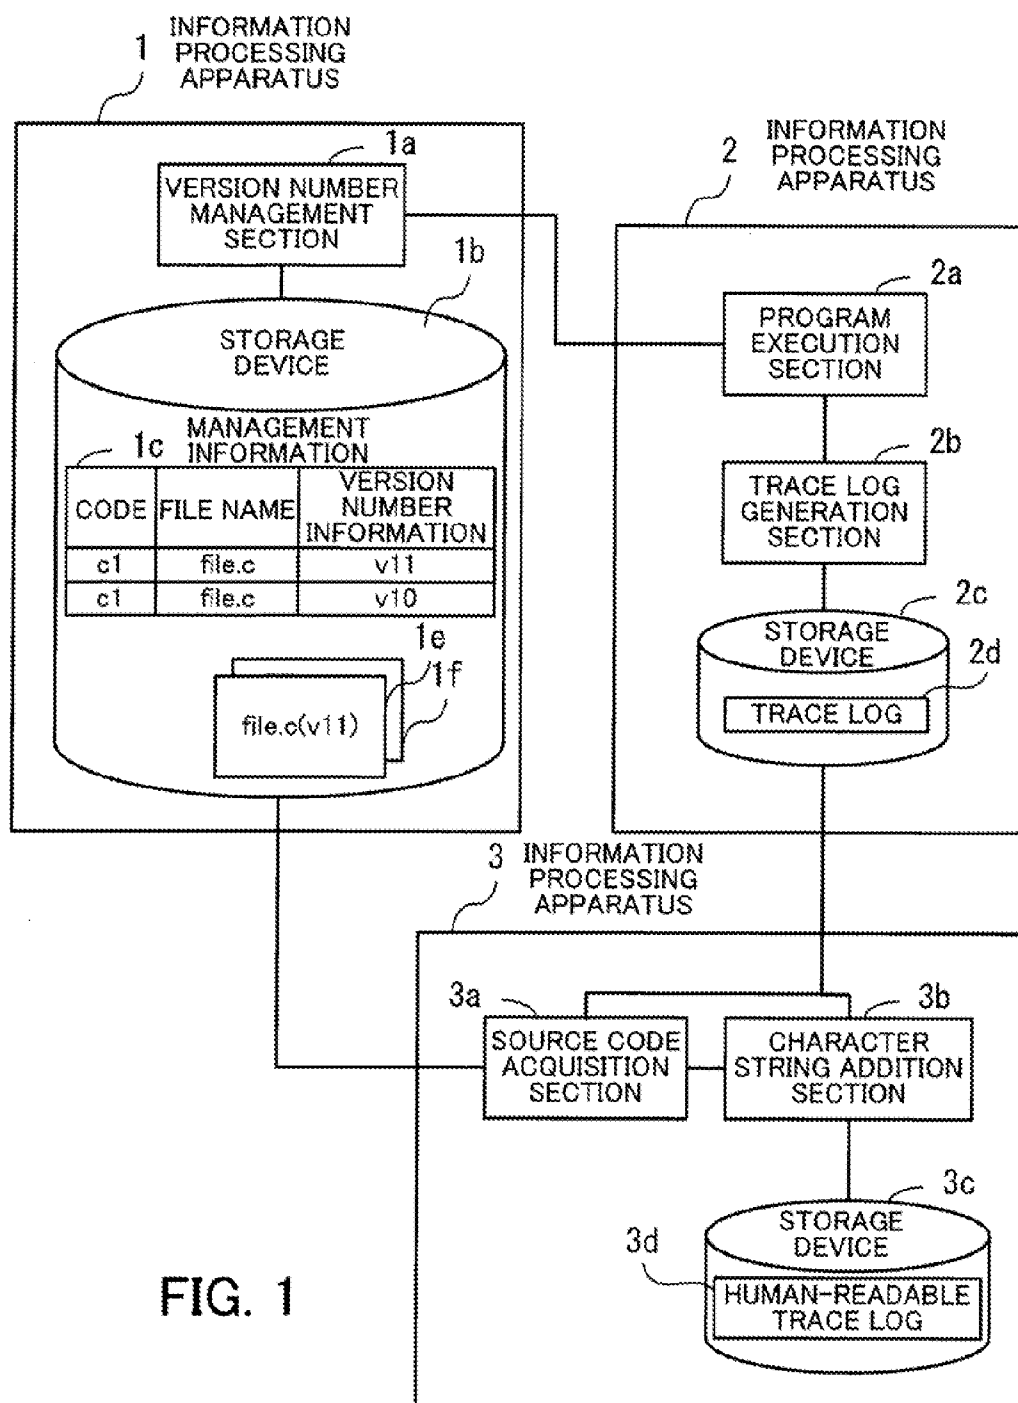 1 INFORMATION
PROCESSING
APPARATUS
1a
VERSION NUMBER
MANAGEMENT
SECTION
1b
STORAGE
DEVICE
MANAGEMENT
INFORMATION
1c
CODE FILE NAME VERSION
NUMBER
INFORMATION
c1 file.c v11
c1 file.c v10
1e
1f
file.c(v11)
2 INFORMATION
PROCESSING
APPARATUS
2a
PROGRAM
EXECUTION
SECTION
2b
TRACE LOG
GENERATION
SECTION
2c
STORAGE
DEVICE
2d
TRACE LOG
3 INFORMATION
PROCESSING
APPARATUS
3a
SOURCE CODE
ACQUISITION
SECTION
3b
CHARACTER
STRING ADDITION
SECTION
3c
STORAGE
DEVICE
3d
HUMAN-READABLE
TRACE LOG
FIG. 1